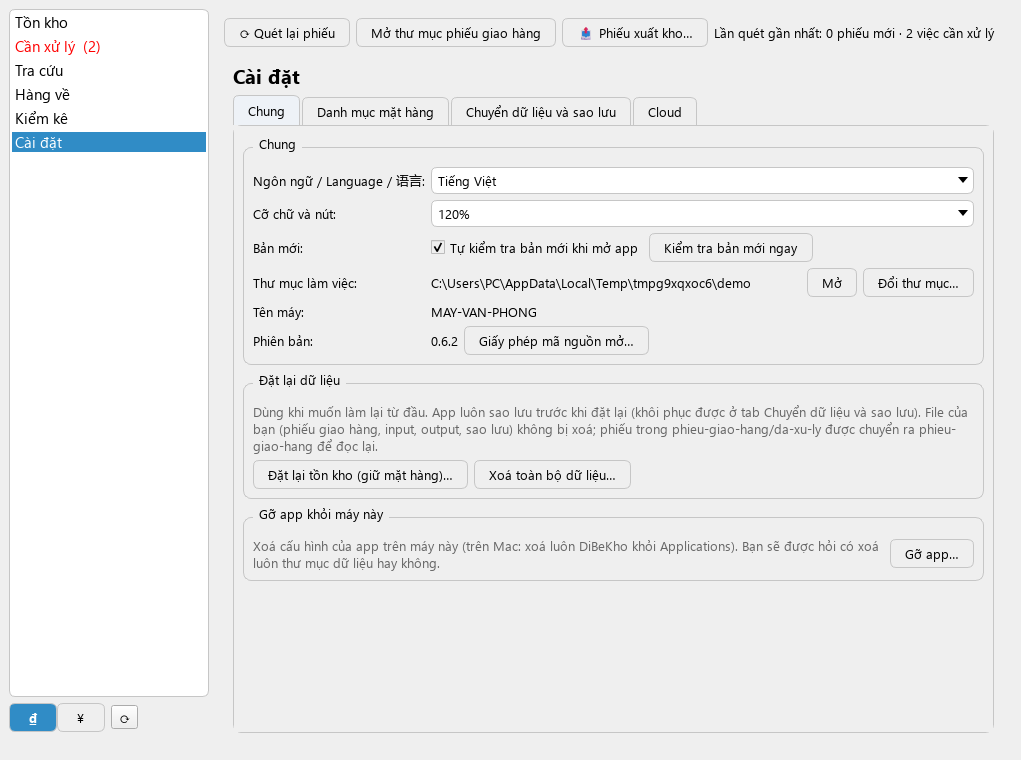 Tồn kho
Cần xử lý (2)
Tra cứu
Hàng về
Kiểm kê
Cài đặt
₫
¥
⟳
⟳ Quét lại phiếu
Mở thư mục phiếu giao hàng
Phiếu xuất kho...
Lần quét gần nhất: 0 phiếu mới · 2 việc cần xử lý
Cài đặt
Chung
Danh mục mặt hàng
Chuyển dữ liệu và sao lưu
Cloud
Chung
Ngôn ngữ / Language / 语言: Tiếng Việt
Cỡ chữ và nút: 120%
Bản mới: Tự kiểm tra bản mới khi mở app Kiểm tra bản mới ngay
Thư mục làm việc: C:\Users\PC\AppData\Local\Temp\tmpg9xqxoc6\demo Mở Đổi thư mục...
Tên máy: MAY-VAN-PHONG
Phiên bản: 0.6.2 Giấy phép mã nguồn mở...
Đặt lại dữ liệu
Dùng khi muốn làm lại từ đầu. App luôn sao lưu trước khi đặt lại (khôi phục được ở tab Chuyển dữ liệu và sao lưu). File của
bạn (phiếu giao hàng, input, output, sao lưu) không bị xoá; phiếu trong phieu-giao-hang/da-xu-ly được chuyển ra phieu-
giao-hang để đọc lại.
Đặt lại tồn kho (giữ mặt hàng)... Xoá toàn bộ dữ liệu...
Gỡ app khỏi máy này
Xoá cấu hình của app trên máy này (trên Mac: xoá luôn DiBeKho khỏi Applications). Bạn sẽ được hỏi có xoá
luôn thư mục dữ liệu hay không.
Gỡ app...